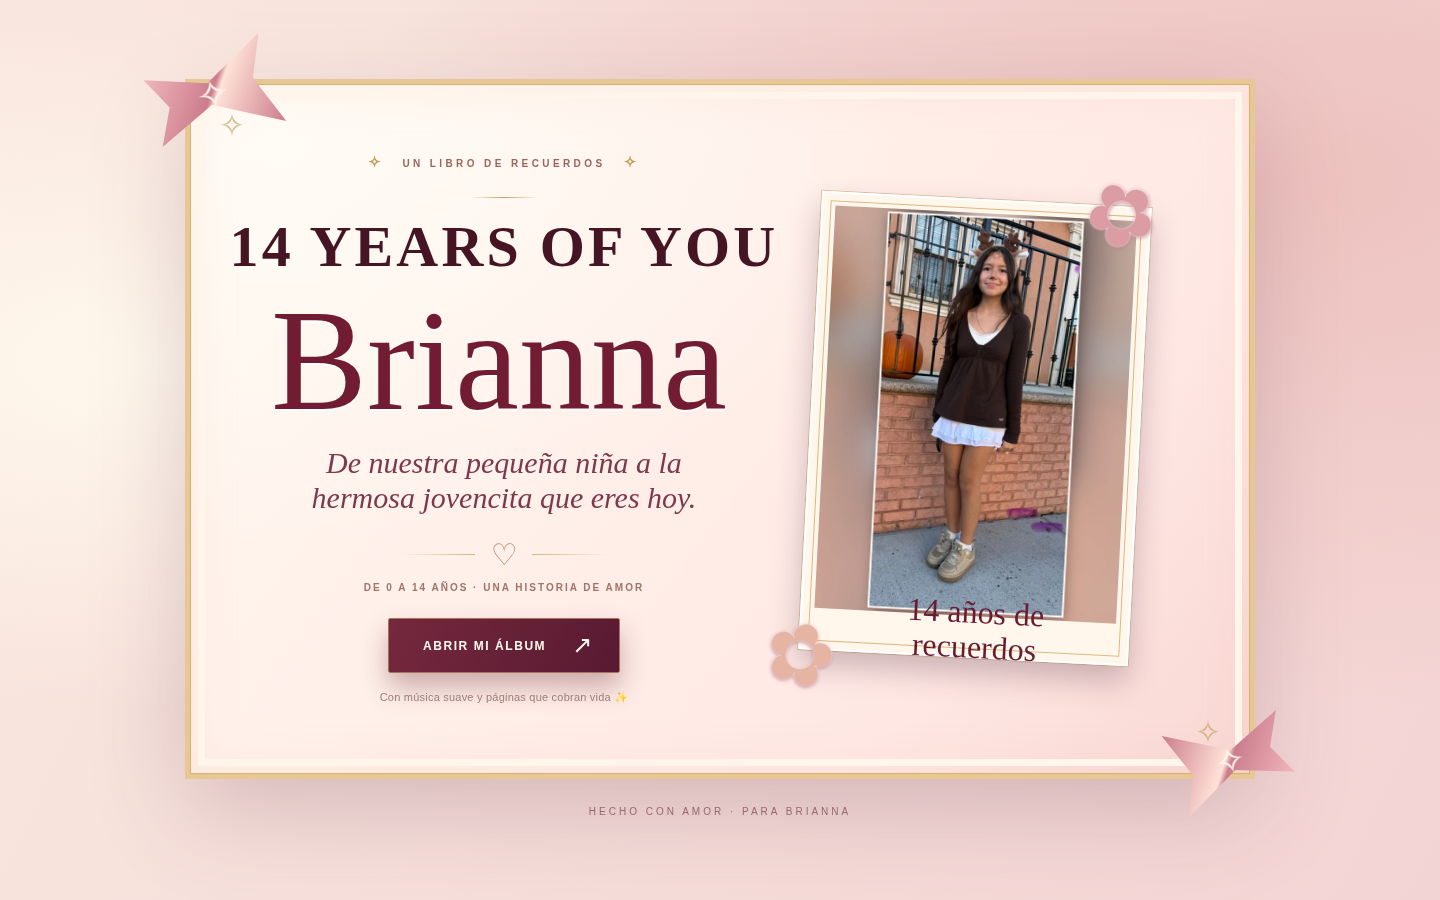 UN LIBRO DE RECUERDOS
14 YEARS OF YOU
Brianna
De nuestra pequeña niña a la
hermosa jovencita que eres hoy.
DE 0 A 14 AÑOS · UNA HISTORIA DE AMOR
ABRIR MI ÁLBUM ↗
Con música suave y páginas que cobran vida ✨
14 años de
recuerdos
HECHO CON AMOR · PARA BRIANNA